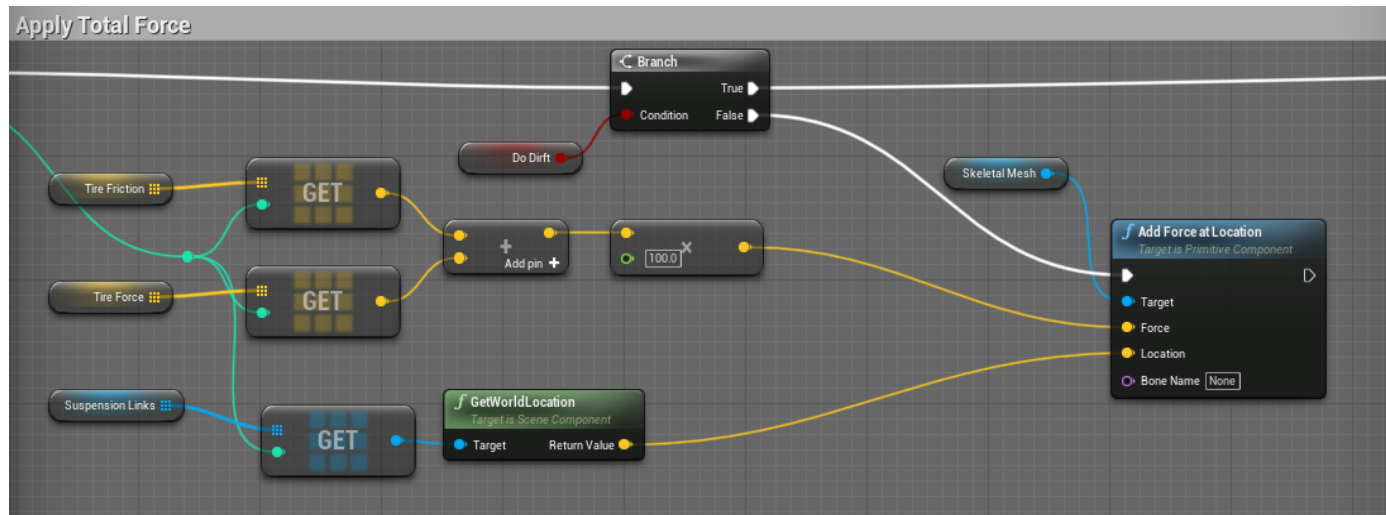 Apply Total Force
Branch
True
Condition
False
Do Dirft
Skeletal Mesh
Tire Friction
GET
+
Add pin +
×
100.0
Add Force at Location
Target is Primitive Component
Target
Force
Location
Bone Name
None
Tire Force
GET
Suspension Links
GET
GetWorldLocation
Target is Scene Component
Target
Return Value